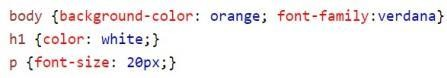 body {background-color: orange; font-family:verdana}
h1 {color: white;}
p {font-size: 20px;}